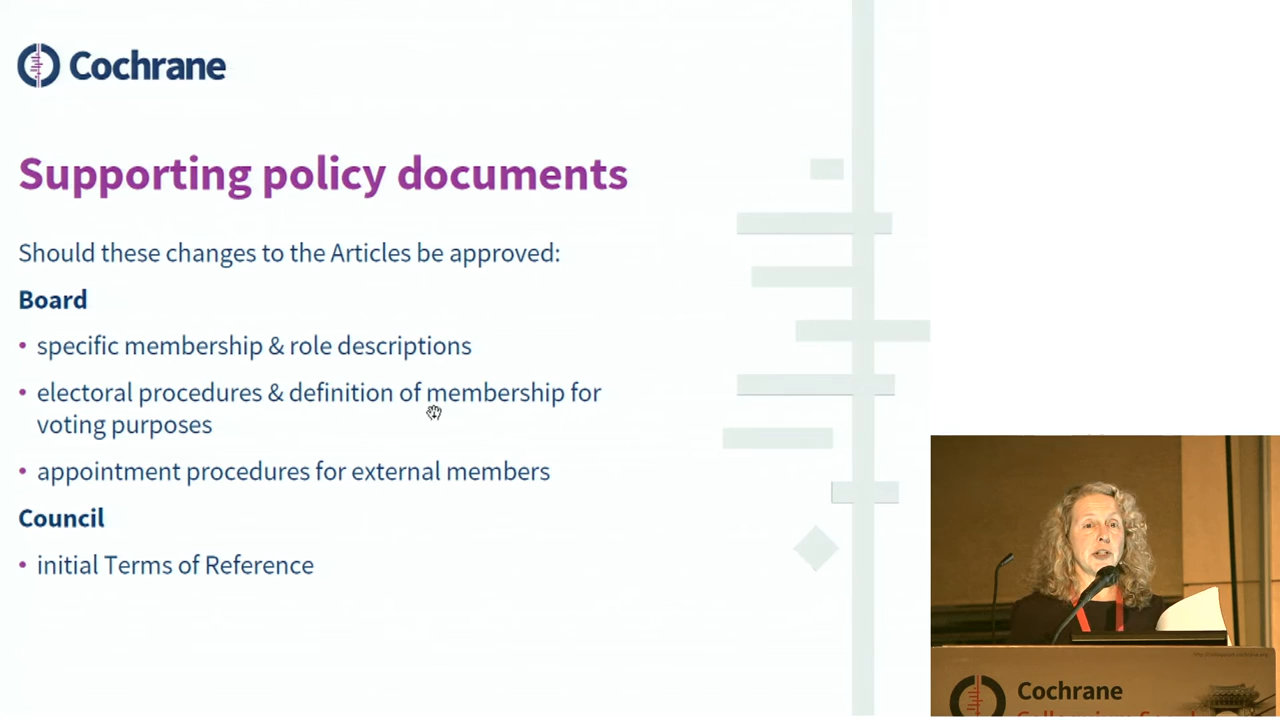 Cochrane
Supporting policy documents
Should these changes to the Articles be approved:
Board
• specific membership & role descriptions
• electoral procedures & definition of membership for
voting purposes
• appointment procedures for external members
Council
• initial Terms of Reference
Cochrane